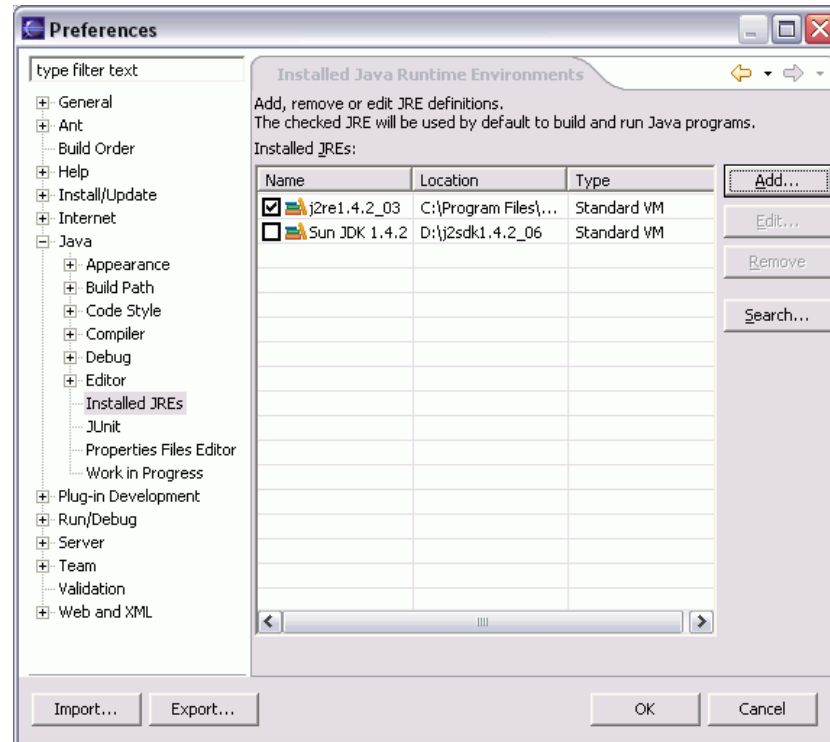 Preferences
type filter text
General
Ant
Build Order
Help
Install/Update
Internet
Java
Appearance
Build Path
Code Style
Compiler
Debug
Editor
Installed JREs
JUnit
Properties Files Editor
Work in Progress
Plug-in Development
Run/Debug
Server
Team
Validation
Web and XML
Installed Java Runtime Environments
Add, remove or edit JRE definitions.
The checked JRE will be used by default to build and run Java programs.
Installed JREs:
Name Location Type
j2re1.4.2_03 C:\Program Files\... Standard VM
Sun JDK 1.4.2 D:\j2sdk1.4.2_06 Standard VM
Add...
Edit...
Remove
Search...
Import... Export... OK Cancel